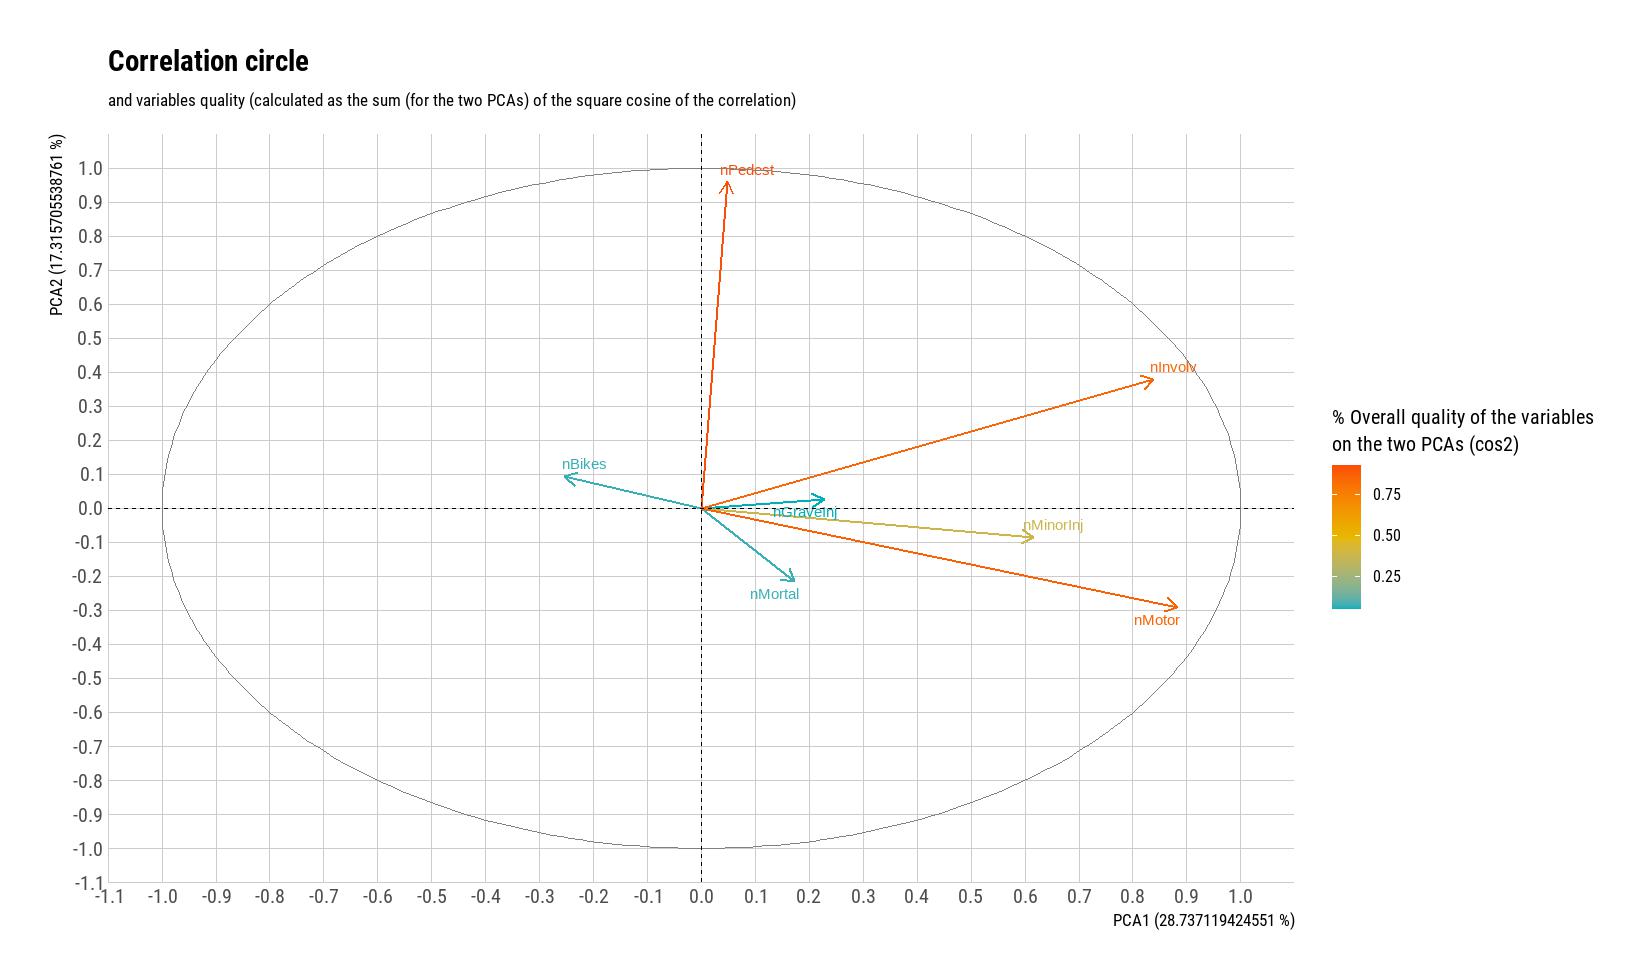 Correlation circle
and variables quality (calculated as the sum (for the two PCAs) of the square cosine of the correlation)
PCA2 (17.315705538761 %)
1.0
0.9
0.8
0.7
0.6
0.5
0.4
0.3
0.2
0.1
0.0
-0.1
-0.2
-0.3
-0.4
-0.5
-0.6
-0.7
-0.8
-0.9
-1.0
-1.1
nPedest
nInvolv
nBikes
nGraveInj
nMinorInj
nMortal
nMotor
-1.1 -1.0 -0.9 -0.8 -0.7 -0.6 -0.5 -0.4 -0.3 -0.2 -0.1 0.0 0.1 0.2 0.3 0.4 0.5 0.6 0.7 0.8 0.9 1.0
PCA1 (28.737119424551 %)
% Overall quality of the variables
on the two PCAs (cos2)
0.75
0.50
0.25